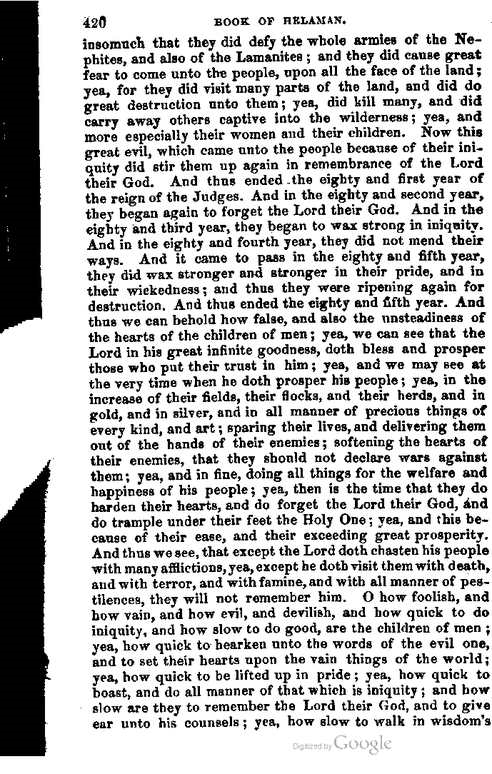 420 BOOK OF HELAMAN.
insomuch that they did defy the whole armies of the Ne-
phites, and also of the Lamanites; and they did cause great
fear to come unto the people, upon all the face of the land;
yea, for they did visit many parts of the land, and did do
great destruction unto them; yea, did kill many, and did
carry away others captive into the wilderness; yea, and
more especially their women and their children. Now this
great evil, which came unto the people because of their ini-
quity did stir them up again in remembrance of the Lord
their God. And thus ended the eighty and first year of
the reign of the Judges. And in the eighty and second year,
they began again to forget the Lord their God. And in the
eighty and third year, they began to wax strong in iniquity.
And in the eighty and fourth year, they did not mend their
ways. And it came to pass in the eighty and fifth year,
they did wax stronger and stronger in their pride, and in
their wickedness; and thus they were ripening again for
destruction. And thus ended the eighty and fifth year. And
thus we can behold how false, and also the unsteadiness of
the hearts of the children of men; yea, we can see that the
Lord in his great infinite goodness, doth bless and prosper
those who put their trust in him; yea, and we may see at
the very time when he doth prosper his people; yea, in the
increase of their fields, their flocks, and their herds, and in
gold, and in silver, and in all manner of precious things of
every kind, and art; sparing their lives, and delivering them
out of the hands of their enemies; softening the hearts of
their enemies, that they should not declare wars against
them; yea, and in fine, doing all things for the welfare and
happiness of his people; yea, then is the time that they do
harden their hearts, and do forget the Lord their God, and
do trample under their feet the Holy One; yea, and this be-
cause of their ease, and their exceeding great prosperity.
And thus we see, that except the Lord doth chasten his people
with many afflictions, yea, except he doth visit them with death,
and with terror, and with famine, and with all manner of pes-
tilences, they will not remember him. O how foolish, and
how vain, and how evil, and devilish, and how quick to do
iniquity, and how slow to do good, are the children of men;
yea, how quick to hearken unto the words of the evil one,
and to set their hearts upon the vain things of the world;
yea, how quick to be lifted up in pride; yea, how quick to
boast, and do all manner of that which is iniquity; and how
slow are they to remember the Lord their God, and to give
ear unto his counsels; yea, how slow to walk in wisdom's
Digitized by Google